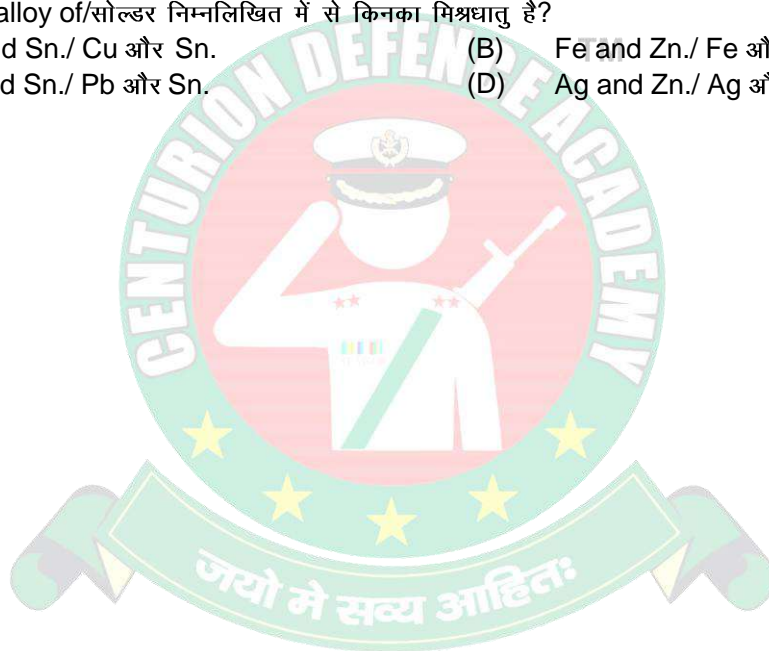 alloy of/सोल्डर निम्नलिखित में से किनका मिश्रधातु है?
d Sn./ Cu और Sn. (B) Fe and Zn./ Fe औ
d Sn./ Pb और Sn. (D) Ag and Zn./ Ag औ
TM
CENTURION DEFENCE ACADEMY
जयो मे सव्य आहितः